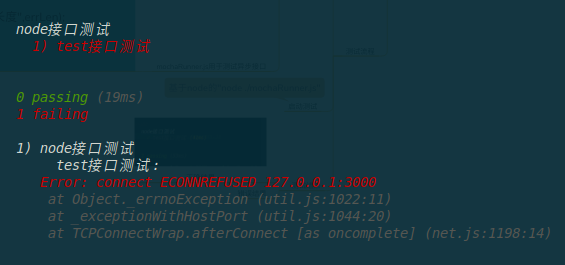 node接口测试
1) test接口测试
0 passing (19ms)
1 failing
1) node接口测试
test接口测试:
Error: connect ECONNREFUSED 127.0.0.1:3000
at Object._errnoException (util.js:1022:11)
at _exceptionWithHostPort (util.js:1044:20)
at TCPConnectWrap.afterConnect [as oncomplete] (net.js:1198:14)